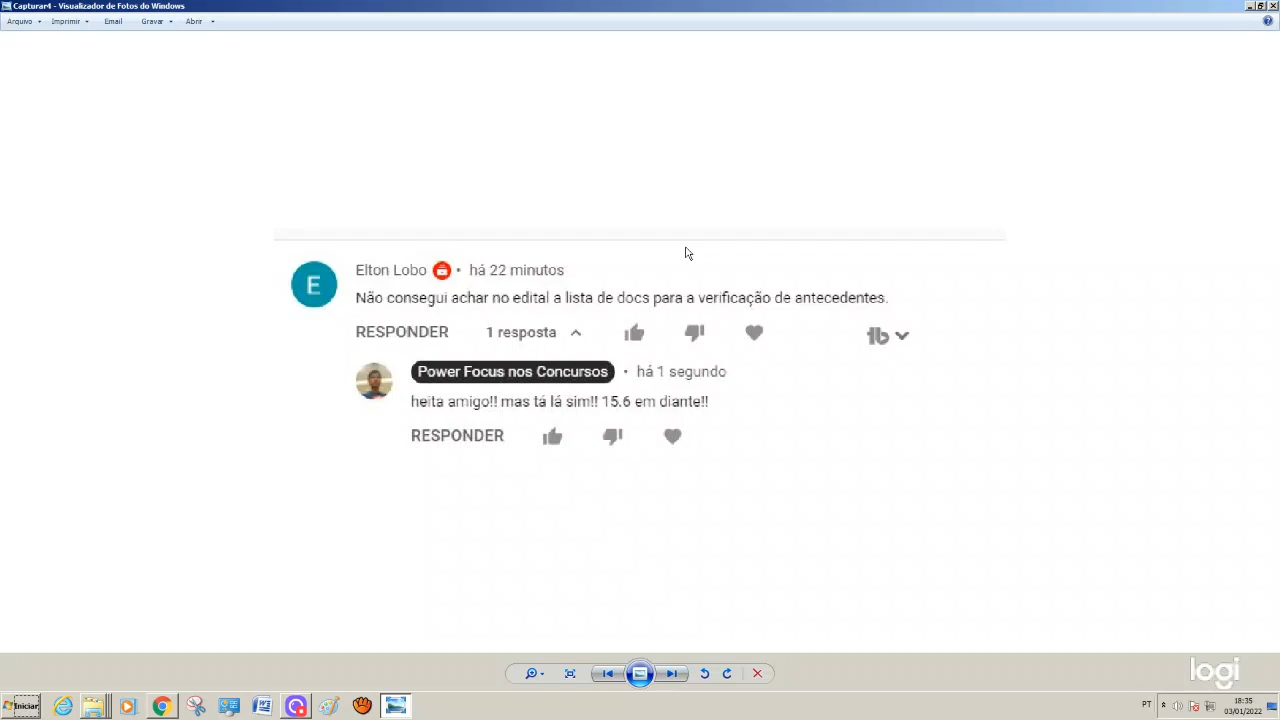 Capturar4 - Visualizador de Fotos do Windows
Arquivo Imprimir Email Gravar Abrir
Elton Lobo • há 22 minutos
Não consegui achar no edital a lista de docs para a verificação de antecedentes.
RESPONDER 1 resposta
Power Focus nos Concursos • há 1 segundo
heita amigo!! mas tá lá sim!! 15.6 em diante!!
RESPONDER
logi
Iniciar
PT
18:35
03/01/2022
E